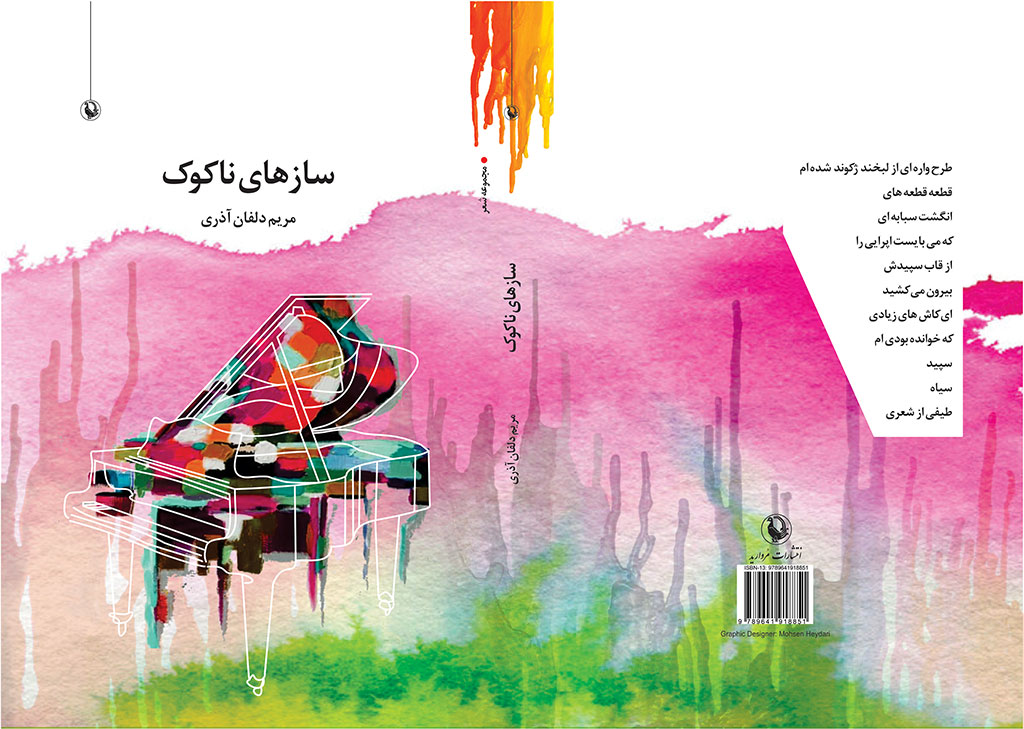 سازهای ناکوک
مریم دلفان آذری
مجموعه شعر
سازهای ناکوک
مریم دلفان آذری
طرح واره ای از لبخند ژکوند شده ام
قطعه قطعه های
انگشت سبابه ای
که می بایست اپرایی را
از قاب سپیدش
بیرون می کشید
ای کاش های زیادی
که خوانده بودی ام
سپید
سیاه
طیفی از شعری
انتشارات مروارید
ISBN-13: 9789641918851
9 789641 918851
Graphic Designer: Mohsen Heydari